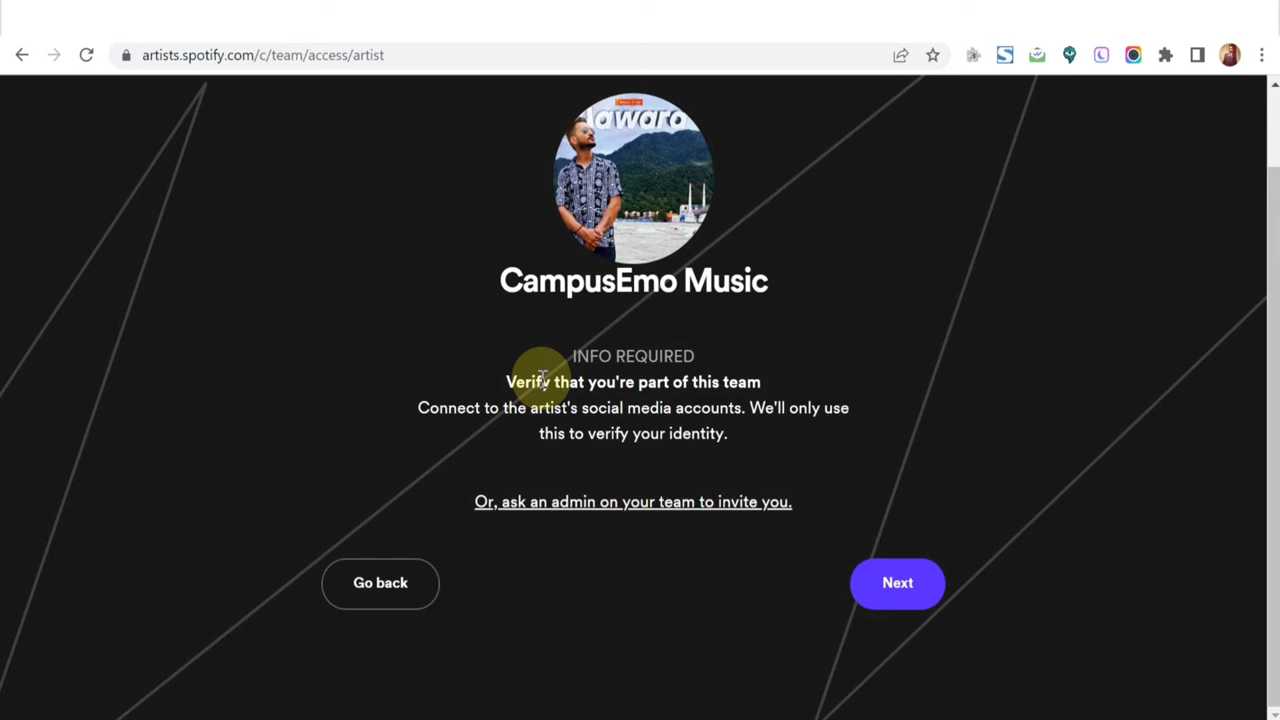 artists.spotify.com/c/team/access/artist
Aawara
CampusEmo Music
INFO REQUIRED
Verify that you're part of this team
Connect to the artist's social media accounts. We'll only use
this to verify your identity.
Or, ask an admin on your team to invite you.
Go back
Next